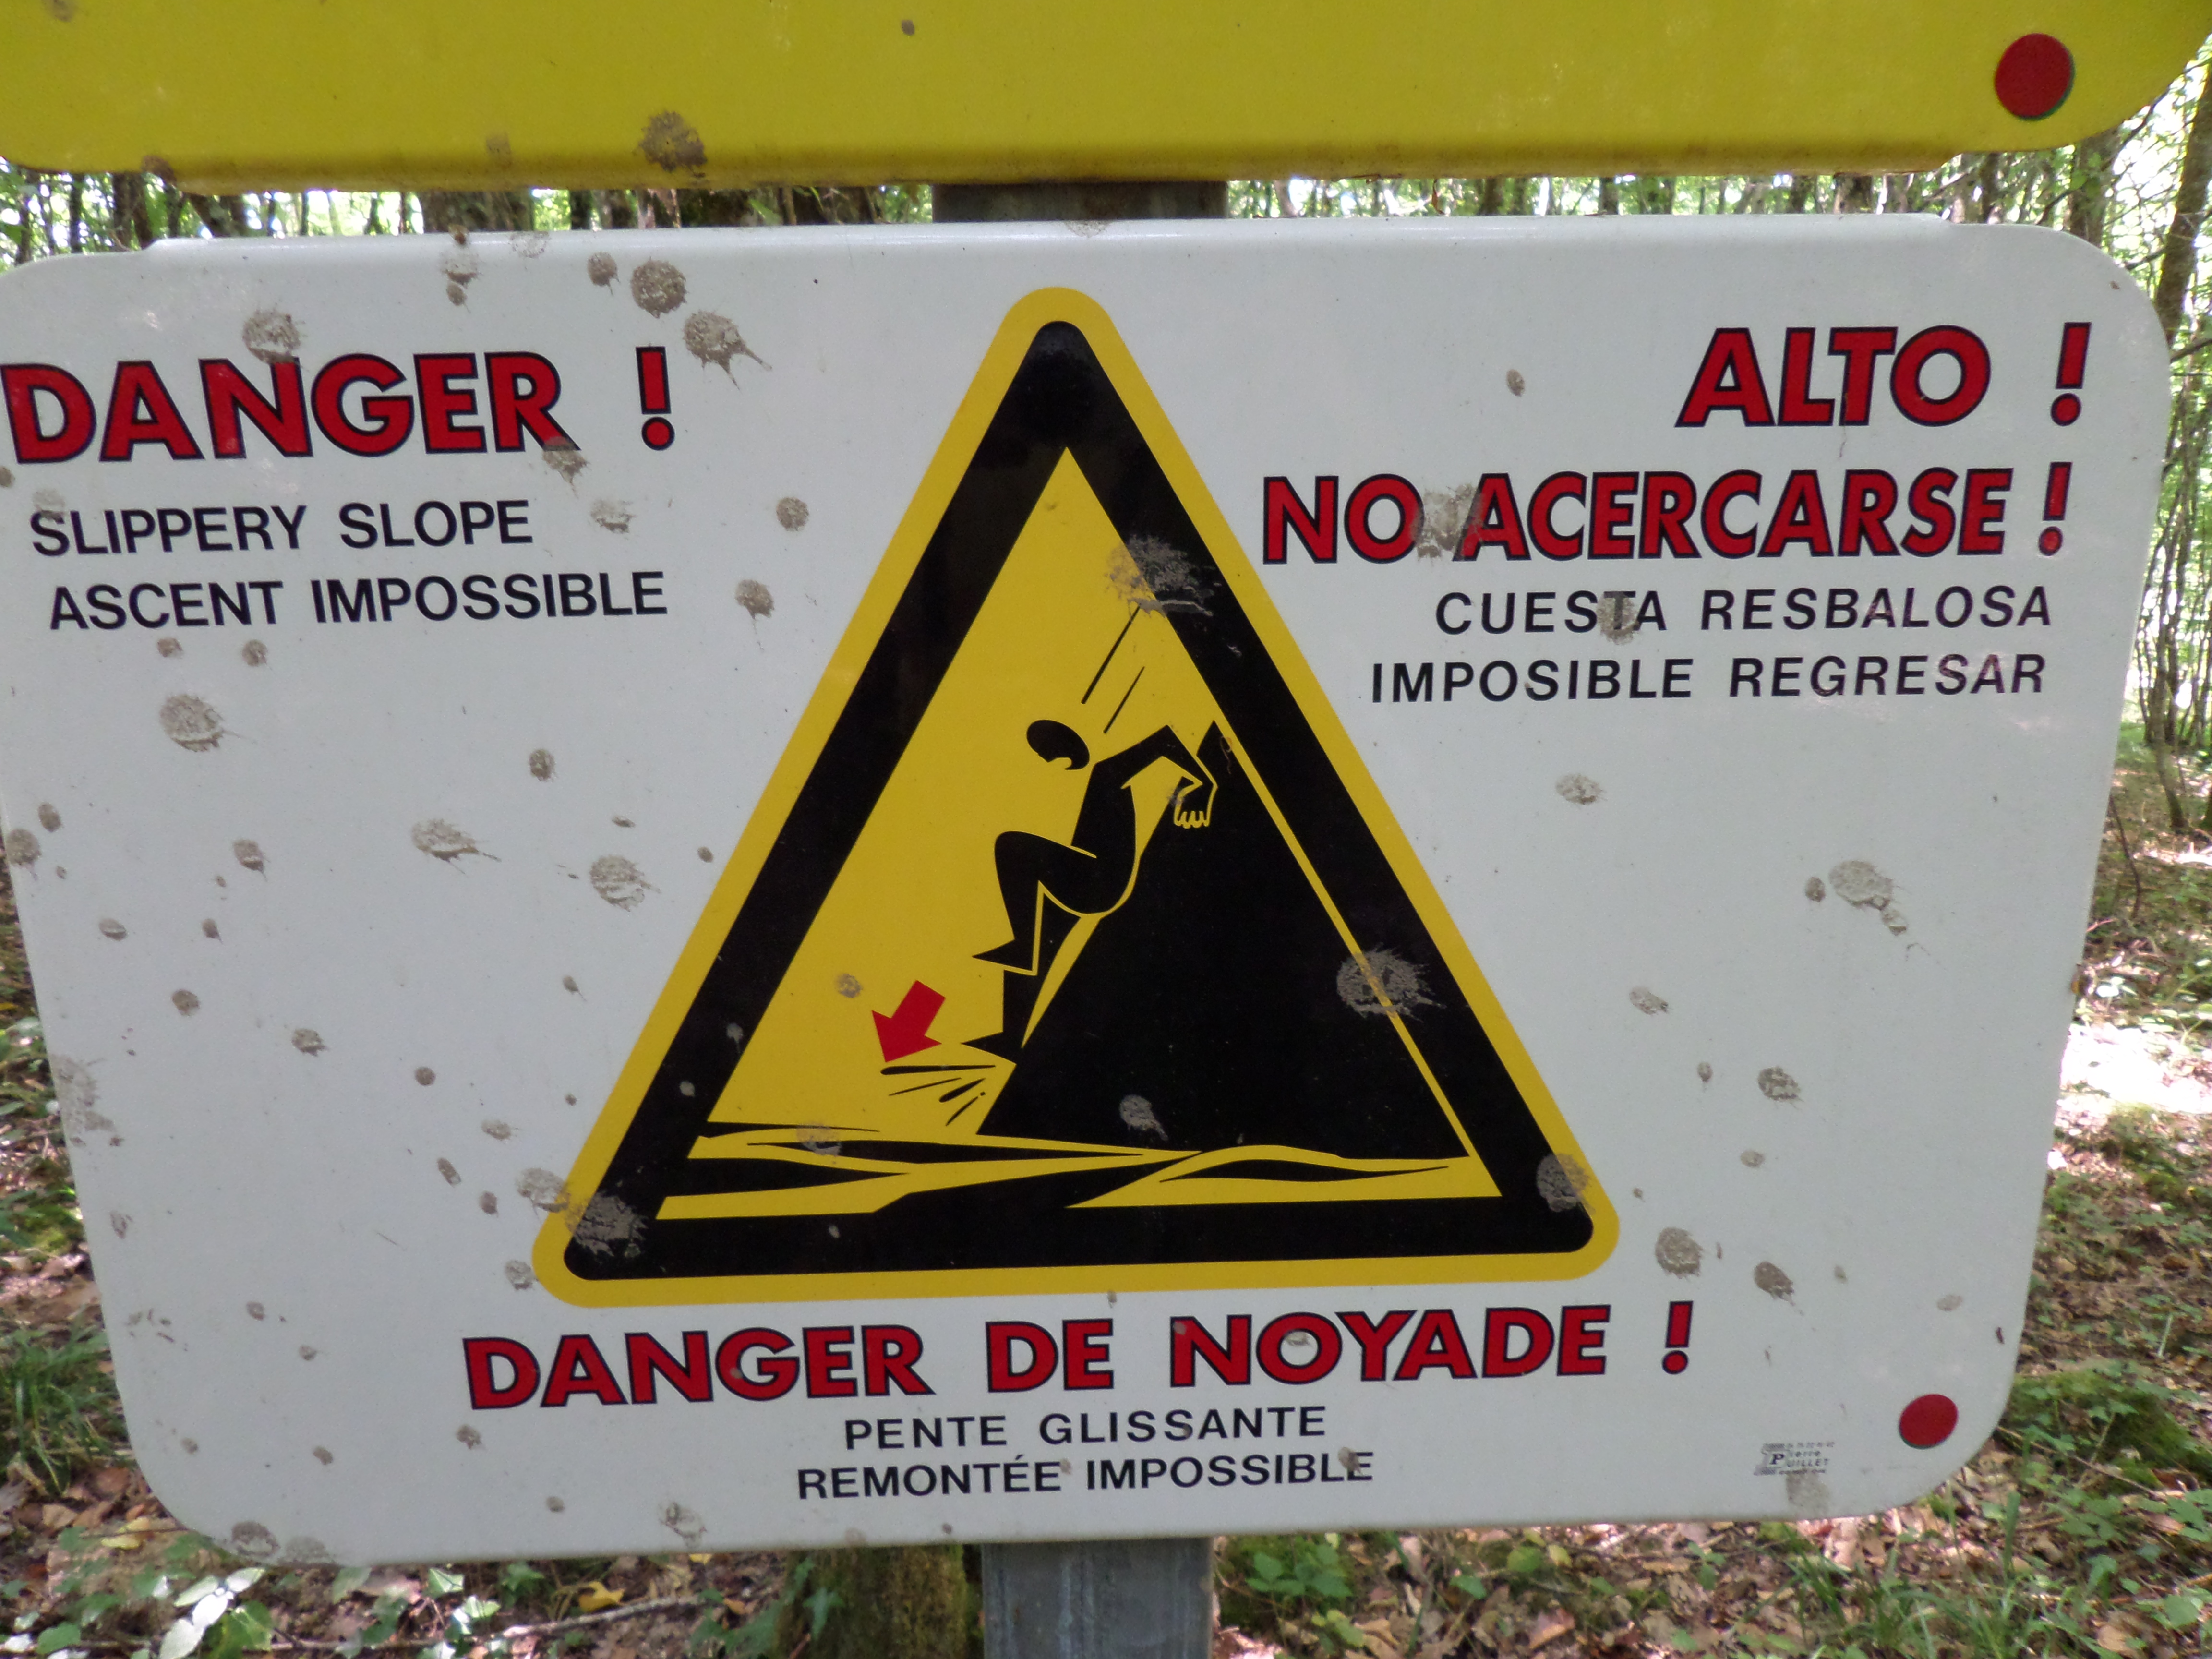 DANGER !
SLIPPERY SLOPE
ASCENT IMPOSSIBLE
ALTO !
NO ACERCARSE !
CUESTA RESBALOSA
IMPOSIBLE REGRESAR
DANGER DE NOYADE !
PENTE GLISSANTE
REMONTÉE IMPOSSIBLE
Pierre